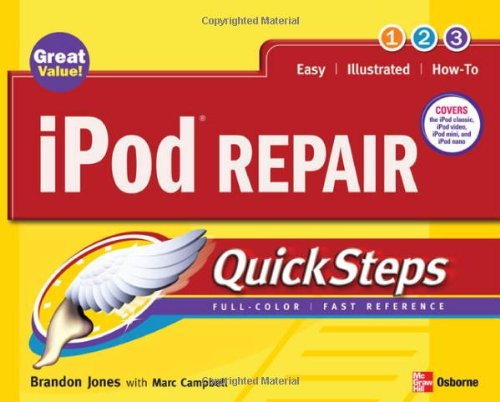 Copyrighted Material
Great
Value!
1 2 3
Easy | Illustrated | How-To
COVERS
the iPod classic,
iPod video,
iPod mini, and
iPod nano
iPod® REPAIR
QuickSteps
FULL-COLOR | FAST REFERENCE
Brandon Jones with Marc Campbell
Mc
Graw
Hill
Osborne
Copyrighted Material